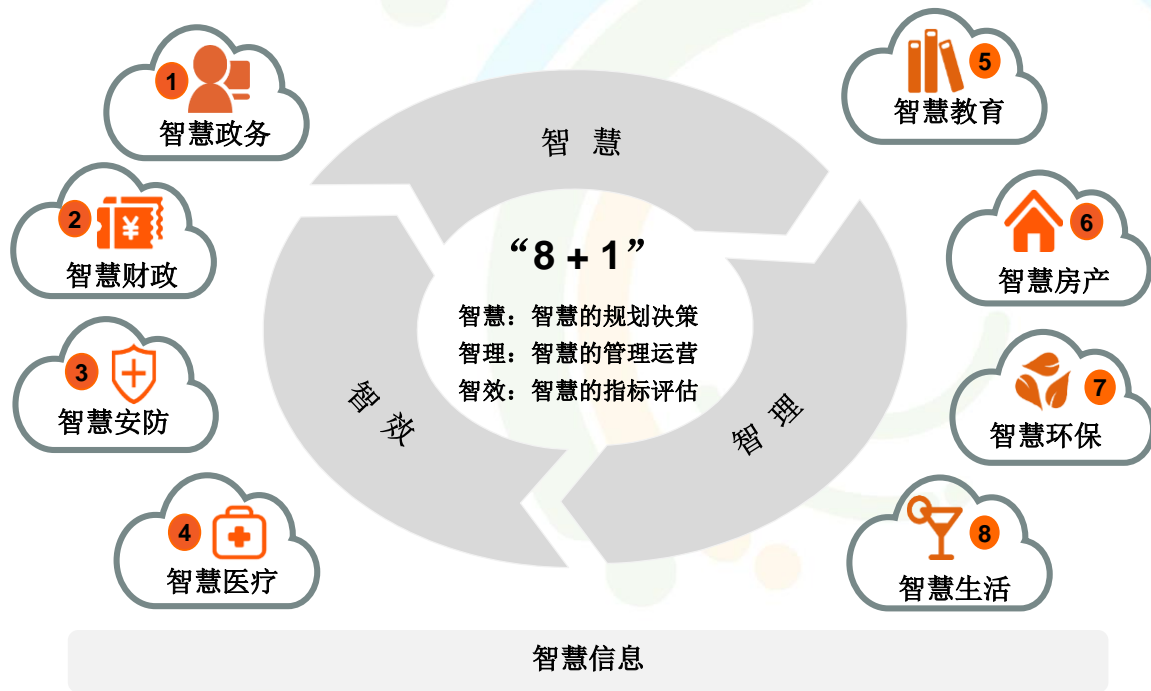 1
智慧政务
2
¥
智慧财政
3
智慧安防
4
智慧医疗
5
智慧教育
6
智慧房产
7
智慧环保
8
智慧生活
智 慧
智 理
智 效
“8 + 1”
智慧：智慧的规划决策
智理：智慧的管理运营
智效：智慧的指标评估
智慧信息